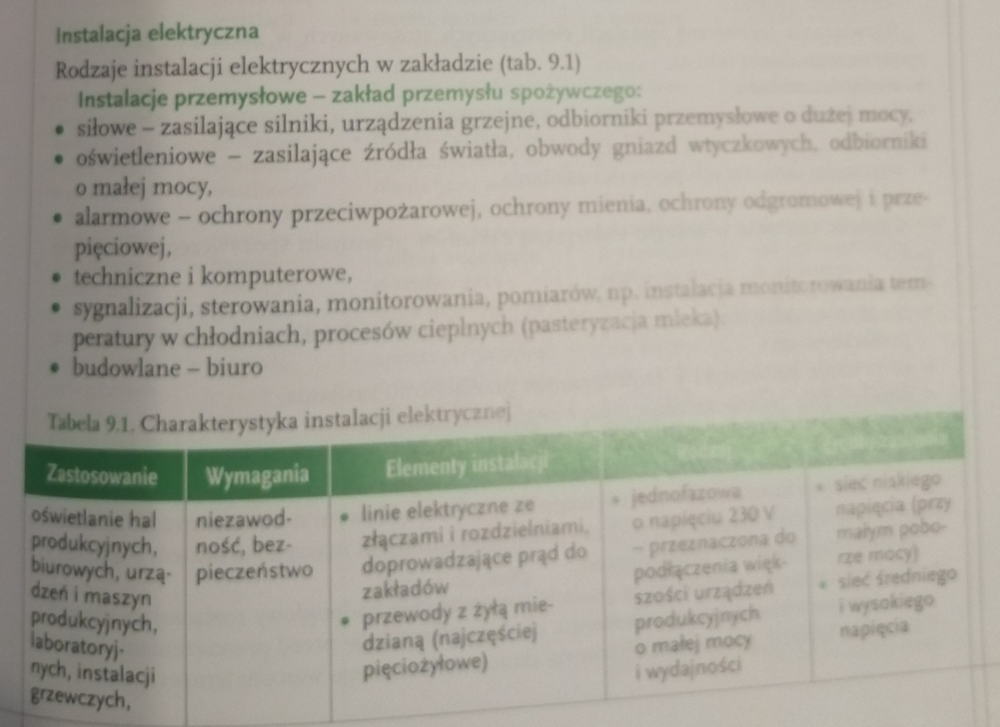 Instalacja elektryczna
Rodzaje instalacji elektrycznych w zakładzie (tab. 9.1)
Instalacje przemysłowe – zakład przemysłu spożywczego:
• siłowe – zasilające silniki, urządzenia grzejne, odbiorniki przemysłowe o dużej mocy,
• oświetleniowe – zasilające źródła światła, obwody gniazd wtyczkowych, odbiorniki
o małej mocy,
• alarmowe – ochrony przeciwpożarowej, ochrony mienia, ochrony odgromowej i prze-
pięciowej,
• techniczne i komputerowe,
• sygnalizacji, sterowania, monitorowania, pomiarów, np. instalacja monitorowania tem-
peratury w chłodniach, procesów cieplnych (pasteryzacja mleka)
• budowlane – biuro
Tabela 9.1. Charakterystyka instalacji elektrycznej
Zastosowanie
Wymagania
Elementy instalacji
oświetlanie hal
produkcyjnych,
biurowych, urzą-
dzeń i maszyn
produkcyjnych,
laboratoryj-
nych, instalacji
grzewczych,
niezawod-
ność, bez-
pieczeństwo
• linie elektryczne ze
złączami i rozdzielniami,
doprowadzające prąd do
zakładów
• przewody z żyłą mie-
dzianą (najczęściej
pięciożyłowe)
• jednofazowa
o napięciu 230 V
– przeznaczona do
podłączenia więk-
szości urządzeń
produkcyjnych
o małej mocy
i wydajności
• sieć niskiego
napięcia (przy
małym pobo-
rze mocy)
• sieć średniego
i wysokiego
napięcia